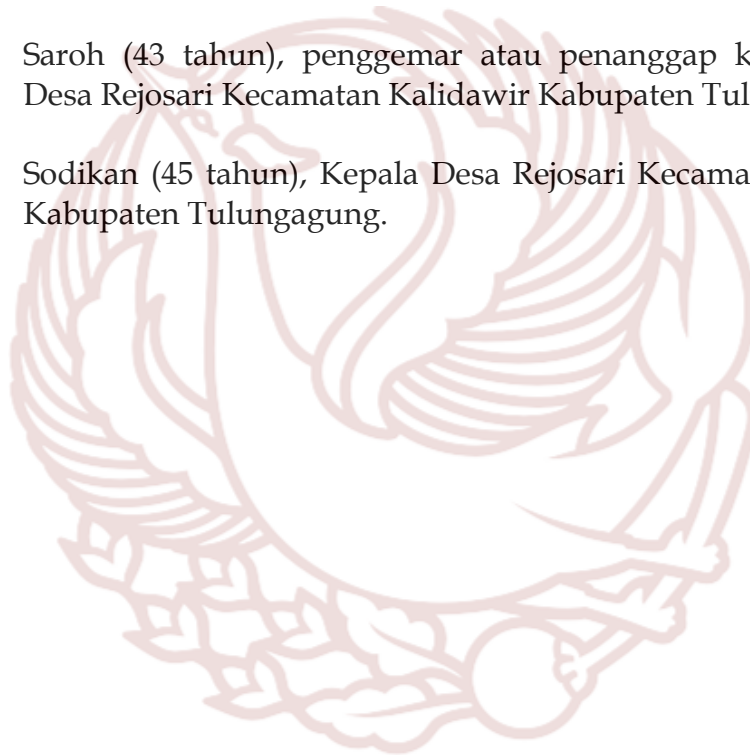 Saroh (43 tahun), penggemar atau penanggap
Desa Rejosari Kecamatan Kalidawir Kabupaten
Sodikan (45 tahun), Kepala Desa Rejosari
Kabupaten Tulungagung.